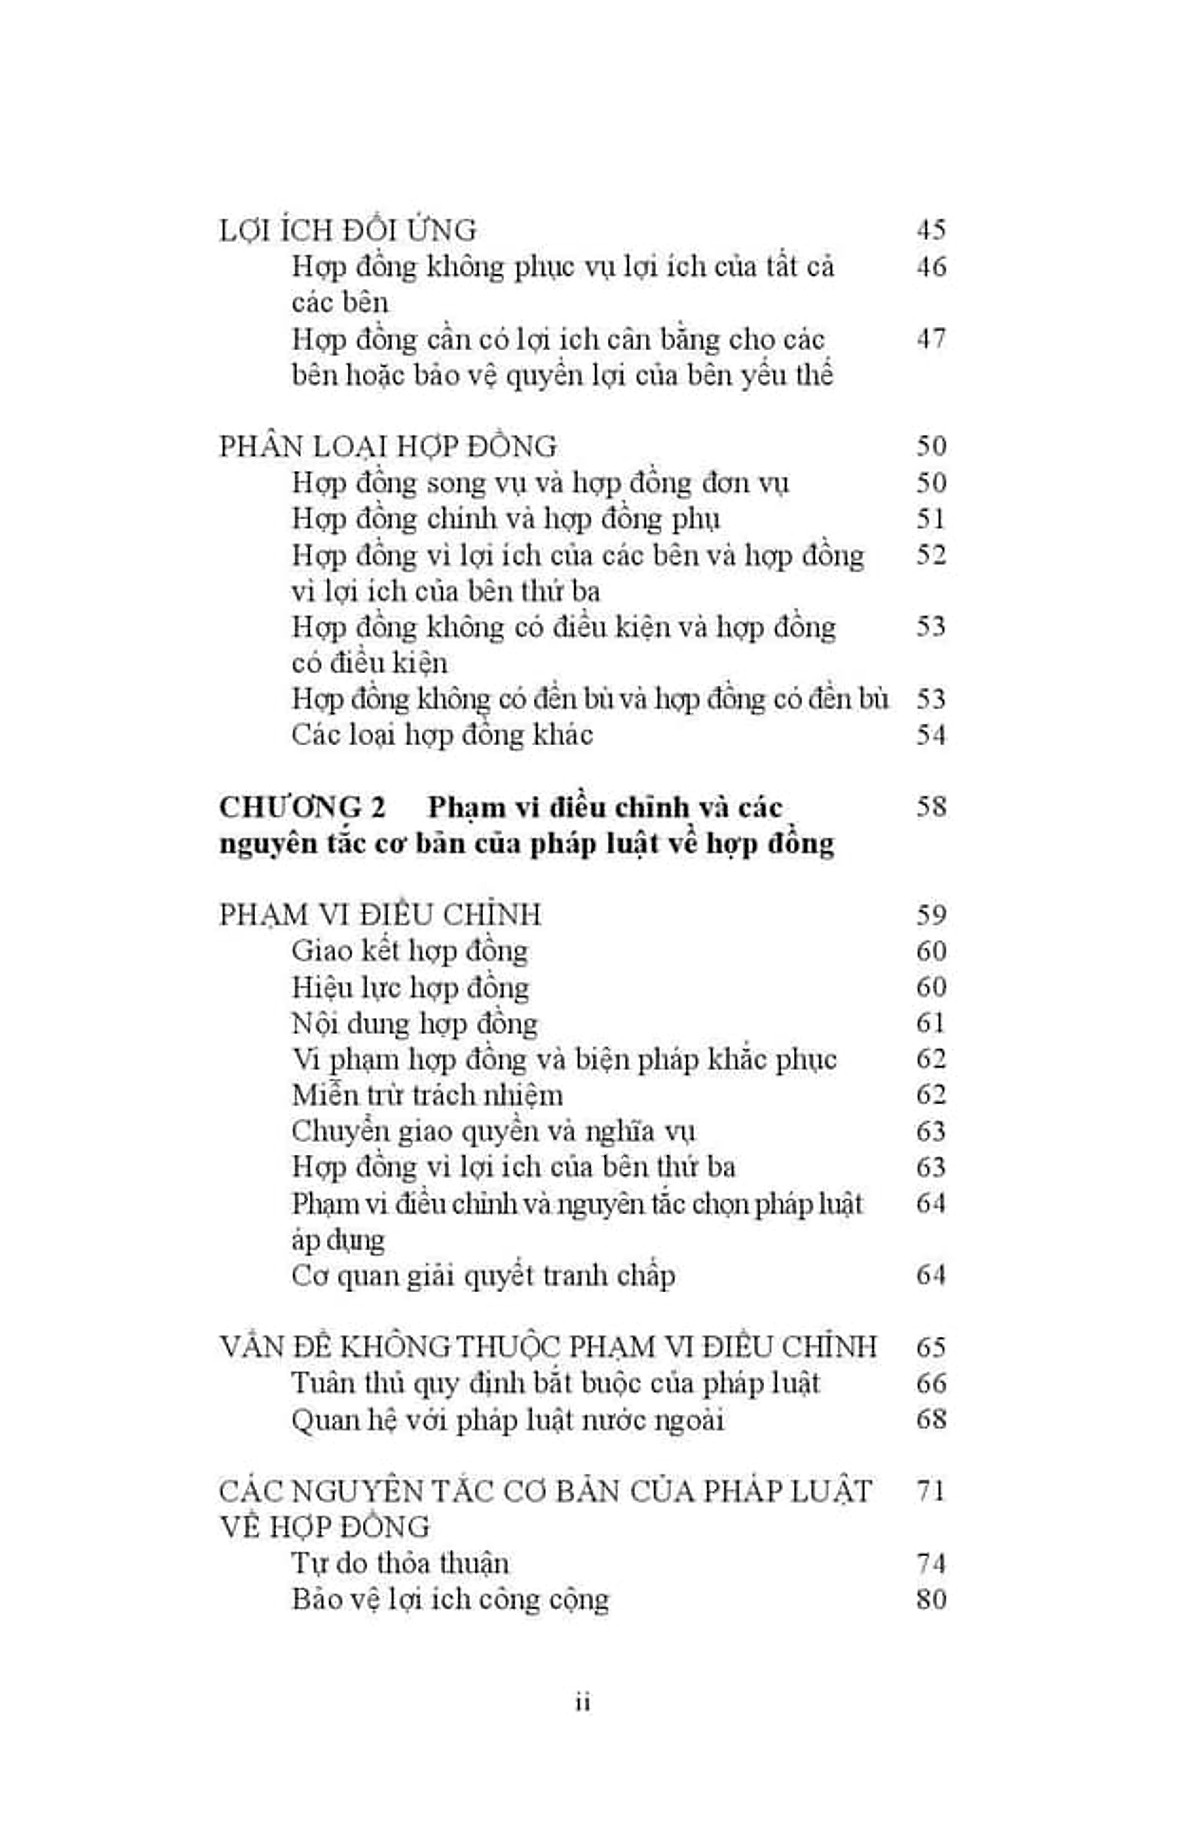 LỢI ÍCH ĐỐI ỨNG 45
Hợp đồng không phục vụ lợi ích của tất cả 46
các bên
Hợp đồng cần có lợi ích cân bằng cho các 47
bên hoặc bảo vệ quyền lợi của bên yếu thế
PHÂN LOẠI HỢP ĐỒNG 50
Hợp đồng song vụ và hợp đồng đơn vụ 50
Hợp đồng chính và hợp đồng phụ 51
Hợp đồng vì lợi ích của các bên và hợp đồng 52
vì lợi ích của bên thứ ba
Hợp đồng không có điều kiện và hợp đồng 53
có điều kiện
Hợp đồng không có đền bù và hợp đồng có đền bù 53
Các loại hợp đồng khác 54
CHƯƠNG 2 Phạm vi điều chỉnh và các 58
nguyên tắc cơ bản của pháp luật về hợp đồng
PHẠM VI ĐIỀU CHỈNH 59
Giao kết hợp đồng 60
Hiệu lực hợp đồng 60
Nội dung hợp đồng 61
Vi phạm hợp đồng và biện pháp khắc phục 62
Miễn trừ trách nhiệm 62
Chuyển giao quyền và nghĩa vụ 63
Hợp đồng vì lợi ích của bên thứ ba 63
Phạm vi điều chỉnh và nguyên tắc chọn pháp luật 64
áp dụng
Cơ quan giải quyết tranh chấp 64
VẤN ĐỀ KHÔNG THUỘC PHẠM VI ĐIỀU CHỈNH 65
Tuân thủ quy định bắt buộc của pháp luật 66
Quan hệ với pháp luật nước ngoài 68
CÁC NGUYÊN TẮC CƠ BẢN CỦA PHÁP LUẬT 71
VỀ HỢP ĐỒNG
Tự do thỏa thuận 74
Bảo vệ lợi ích công cộng 80
ii